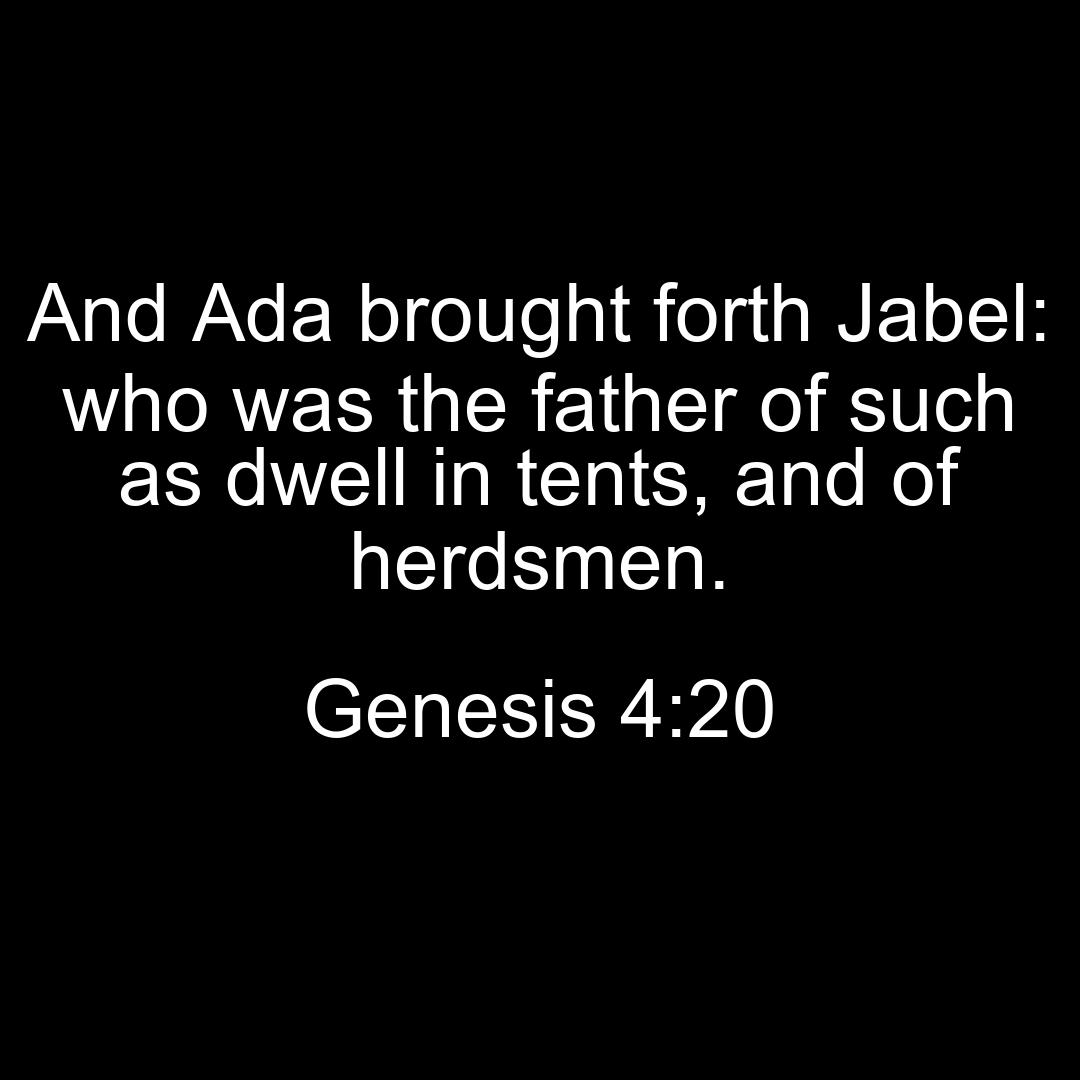 And Ada brought forth Jabel:
who was the father of such
as dwell in tents, and of
herdsmen.
Genesis 4:20